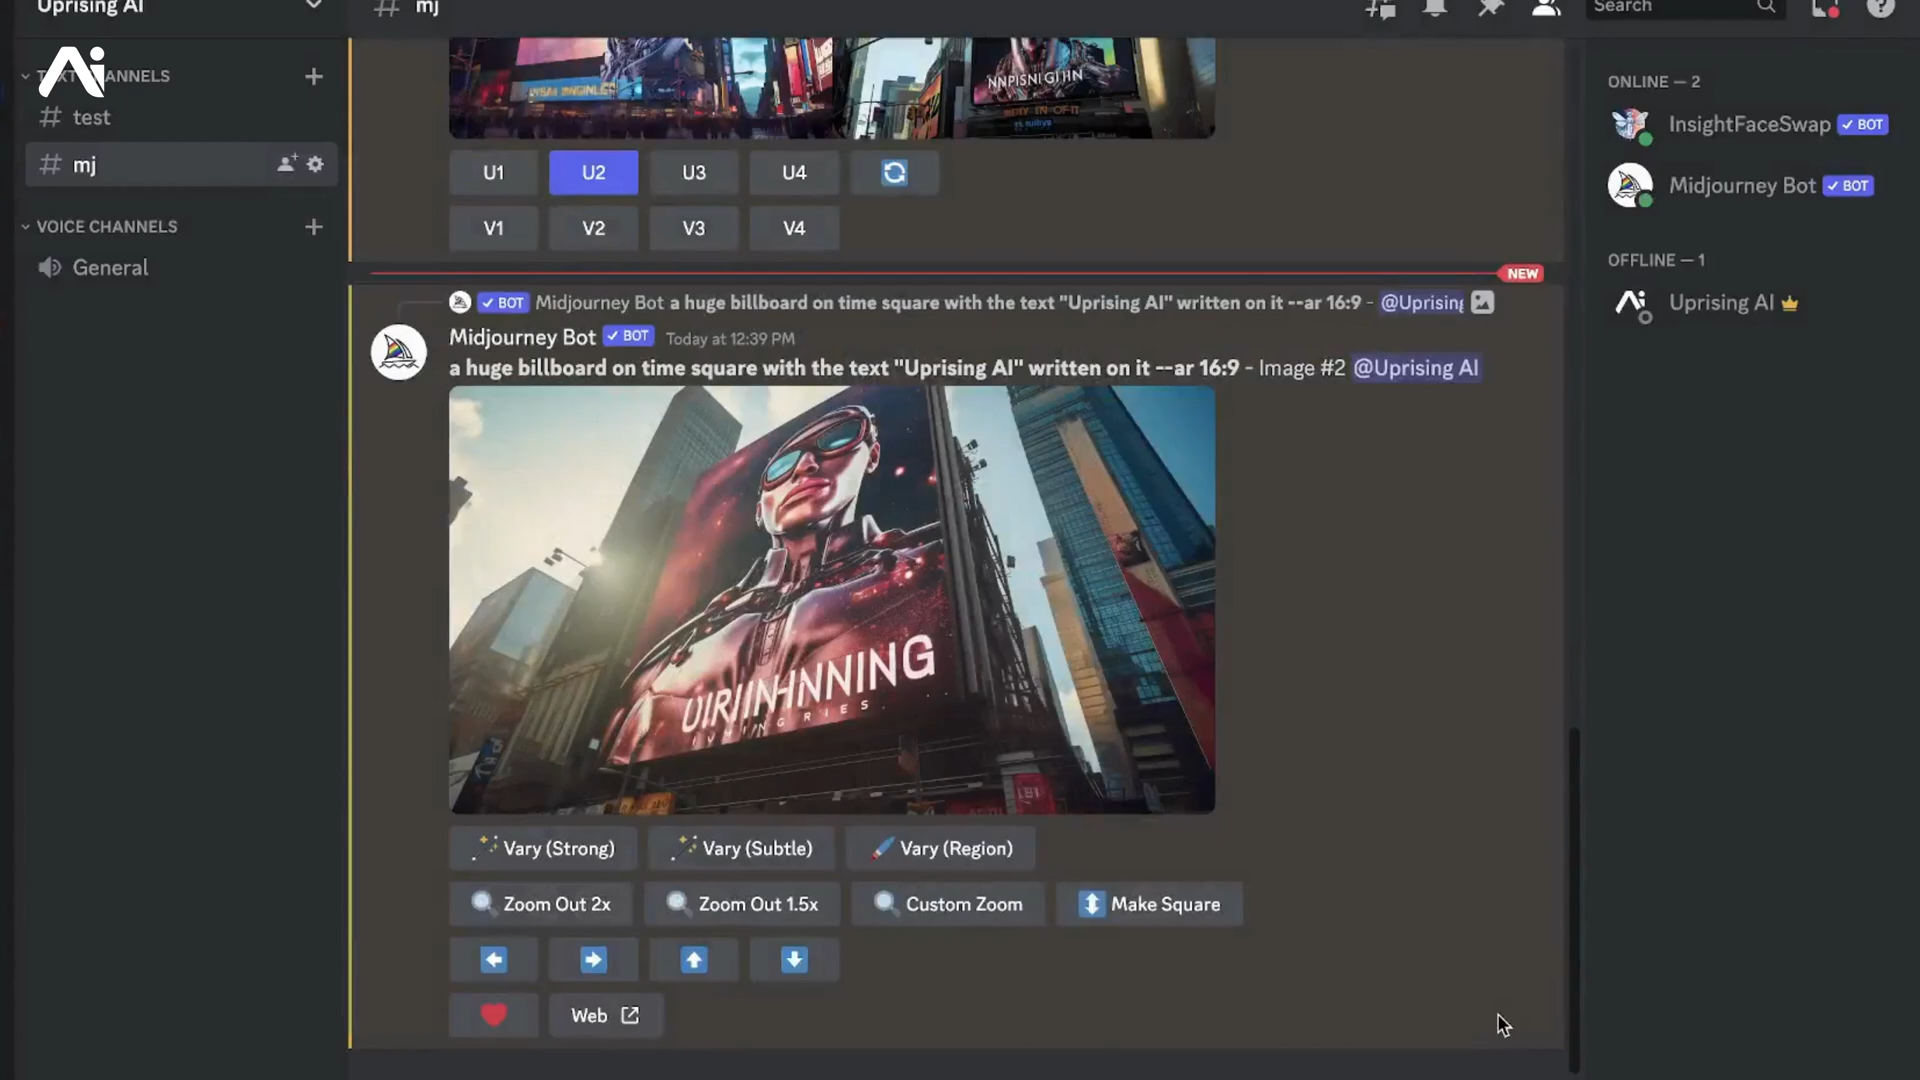 Uprising AI
mj
Search
CHANNELS
test
mj
VOICE CHANNELS
General
NNPISNIGIHN
U1 U2 U3 U4
V1 V2 V3 V4
NEW
BOT Midjourney Bot a huge billboard on time square with the text "Uprising AI" written on it --ar 16:9 - @Uprising
Midjourney Bot BOT Today at 12:39 PM
a huge billboard on time square with the text "Uprising AI" written on it --ar 16:9 - Image #2 @Uprising AI
Vary (Strong) Vary (Subtle) Vary (Region)
Zoom Out 2x Zoom Out 1.5x Custom Zoom Make Square
Web
ONLINE — 2
InsightFaceSwap BOT
Midjourney Bot BOT
OFFLINE — 1
Uprising AI